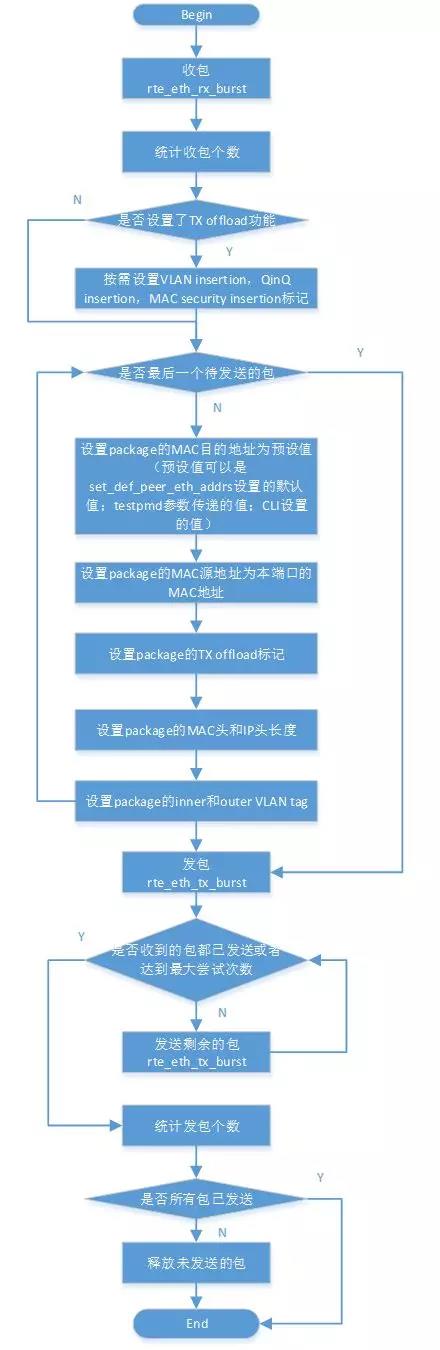 Begin
收包
rte_eth_rx_burst
统计收包个数
N
是否设置了TX offload功能
Y
按需设置VLAN insertion，QinQ
insertion，MAC security insertion标记
是否最后一个待发送的包
Y
N
设置package的MAC目的地址为预设值
（预设值可以是
set_def_peer_eth_addrs设置的默认
值；testpmd参数传递的值；CLI设置
的值）
设置package的MAC源地址为本端口的
MAC地址
设置package的TX offload标记
设置package的MAC头和IP头长度
设置package的inner和outer VLAN tag
发包
rte_eth_tx_burst
Y
是否收到的包都已发送或者
达到最大尝试次数
N
发送剩余的包
rte_eth_tx_burst
统计发包个数
Y
是否所有包已发送
N
释放未发送的包
End